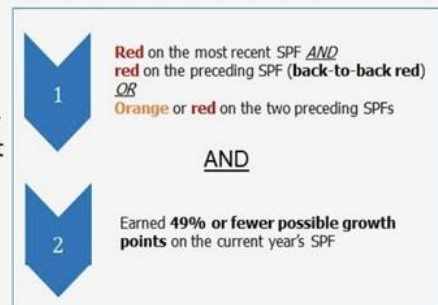 1
Red on the most recent SPF AND
red on the preceding SPF (back-to-back red)
OR
Orange or red on the two preceding SPFs
AND
2
Earned 49% or fewer possible growth
points on the current year's SPF